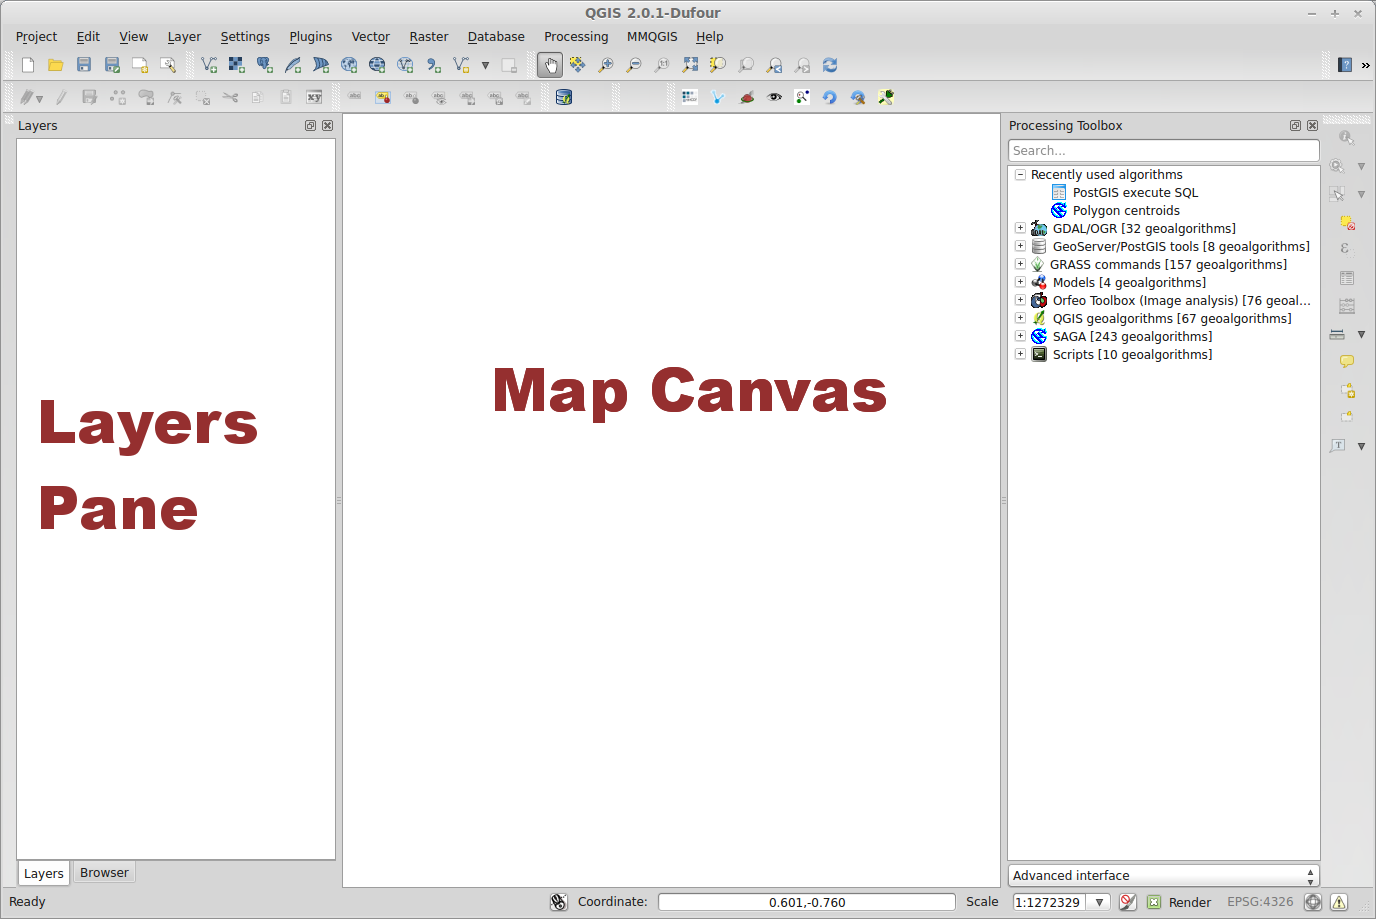 QGIS 2.0.1-Dufour
Project Edit View Layer Settings Plugins Vector Raster Database Processing MMQGIS Help
Layers
Processing Toolbox
Search...
Recently used algorithms
PostGIS execute SQL
Polygon centroids
GDAL/OGR [32 geoalgorithms]
GeoServer/PostGIS tools [8 geoalgorithms]
GRASS commands [157 geoalgorithms]
Models [4 geoalgorithms]
Orfeo Toolbox (Image analysis) [76 geoal...
QGIS geoalgorithms [67 geoalgorithms]
SAGA [243 geoalgorithms]
Scripts [10 geoalgorithms]
Map Canvas
Layers
Pane
Layers Browser
Advanced interface
Ready
Coordinate: 0.601,-0.760 Scale 1:1272329 Render EPSG:4326